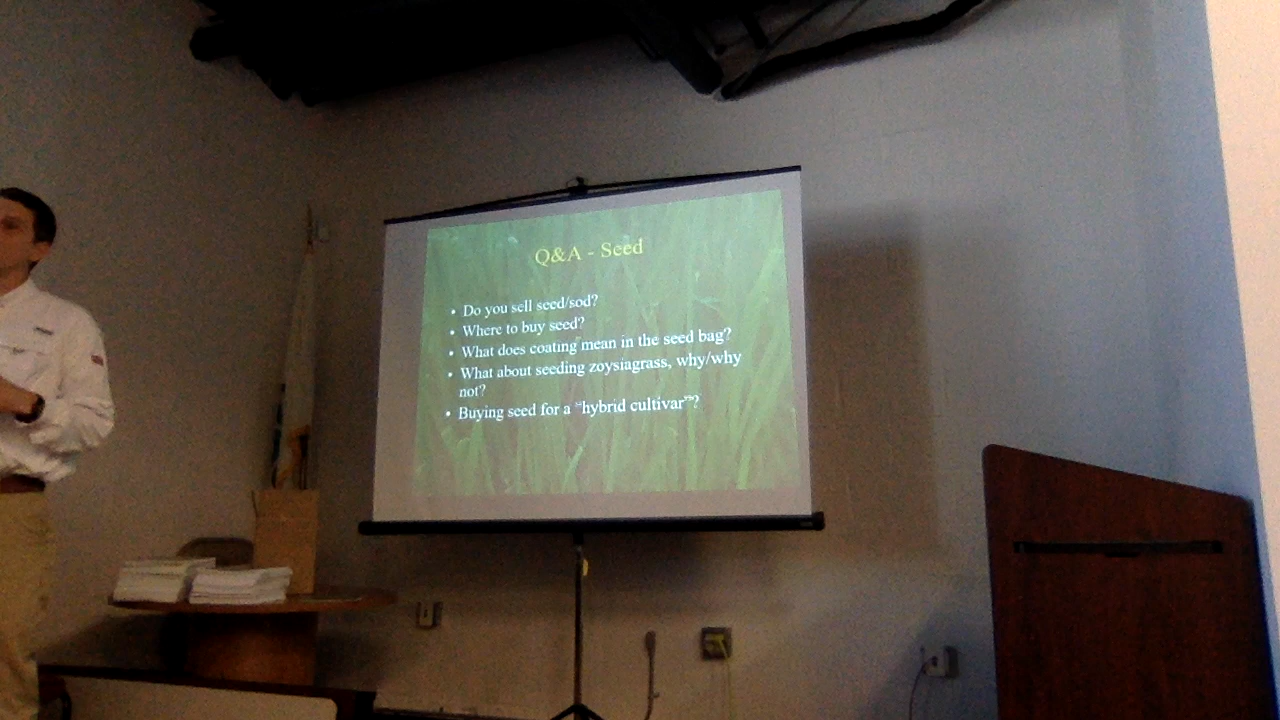 Q&A - Seed
• Do you sell seed/sod?
• Where to buy seed?
• What does coating mean in the seed bag?
• What about seeding zoysiagrass, why/why
not?
• Buying seed for a “hybrid cultivar”?